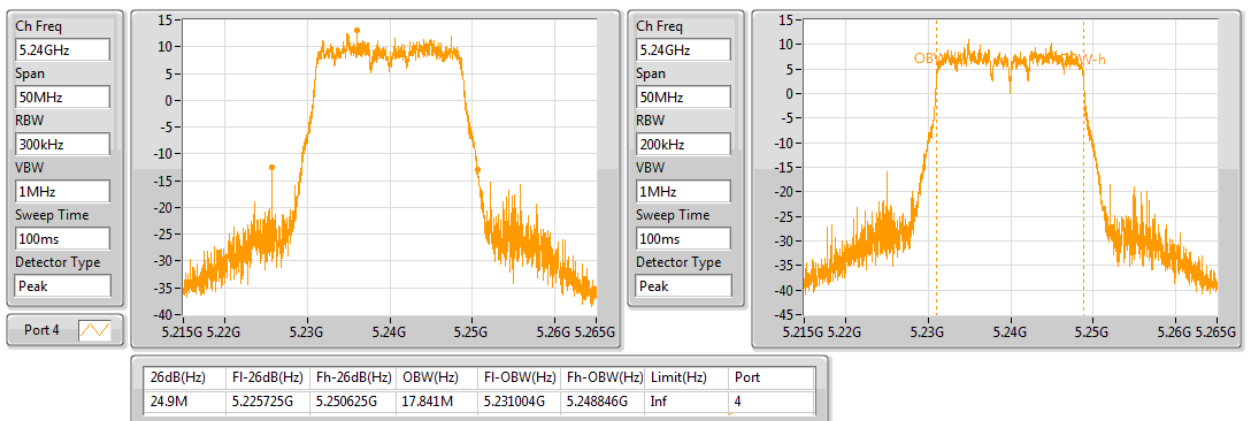 Ch Freq
5.24GHz
Span
50MHz
RBW
300kHz
VBW
1MHz
Sweep Time
100ms
Detector Type
Peak
Port 4
15
10
5
0
-5
-10
-15
-20
-25
-30
-35
-40
5.215G 5.22G 5.23G 5.24G 5.25G 5.26G 5.265G
Ch Freq
5.24GHz
Span
50MHz
RBW
200kHz
VBW
1MHz
Sweep Time
100ms
Detector Type
Peak
15
10
5
0
-5
-10
-15
-20
-25
-30
-35
-40
-45
5.215G 5.22G 5.23G 5.24G 5.25G 5.26G 5.265G
26dB(Hz) Fl-26dB(Hz) Fh-26dB(Hz) OBW(Hz) Fl-OBW(Hz) Fh-OBW(Hz) Limit(Hz) Port
24.9M 5.225725G 5.250625G 17.841M 5.231004G 5.248846G Inf 4